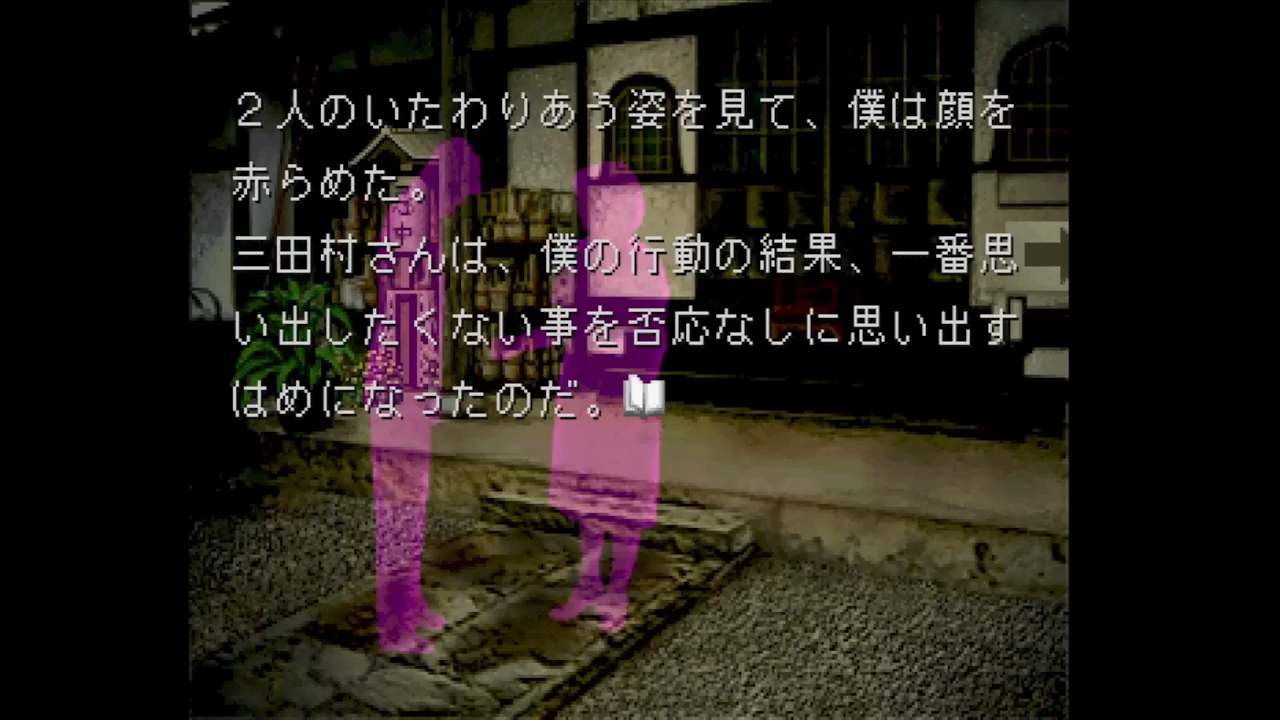 ２人のいたわりあう姿を見て、僕は顔を
赤らめた。
三田村さんは、僕の行動の結果、一番思
い出したくない事を否応なしに思い出す
はめになったのだ。